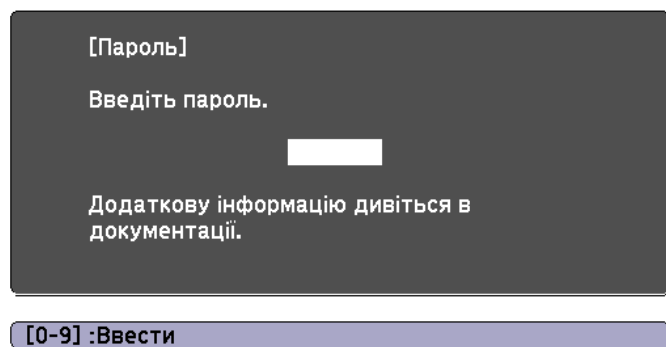 [Пароль]
Введіть пароль.
Додаткову інформацію дивіться в
документації.
[0-9] :Ввести